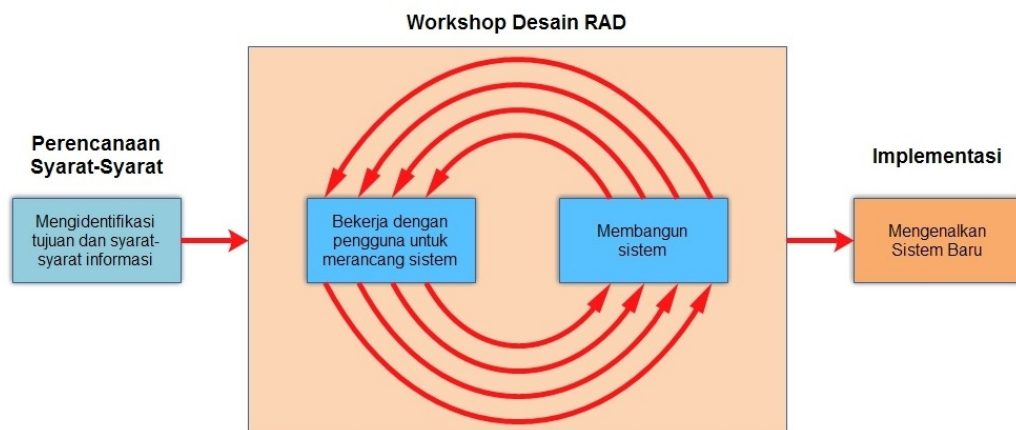 Workshop Desain RAD
Perencanaan
Syarat-Syarat
Mengidentifikasi
tujuan dan syarat-
syarat informasi
Bekerja dengan
pengguna untuk
merancang sistem
Membangun
sistem
Implementasi
Mengenalkan
Sistem Baru